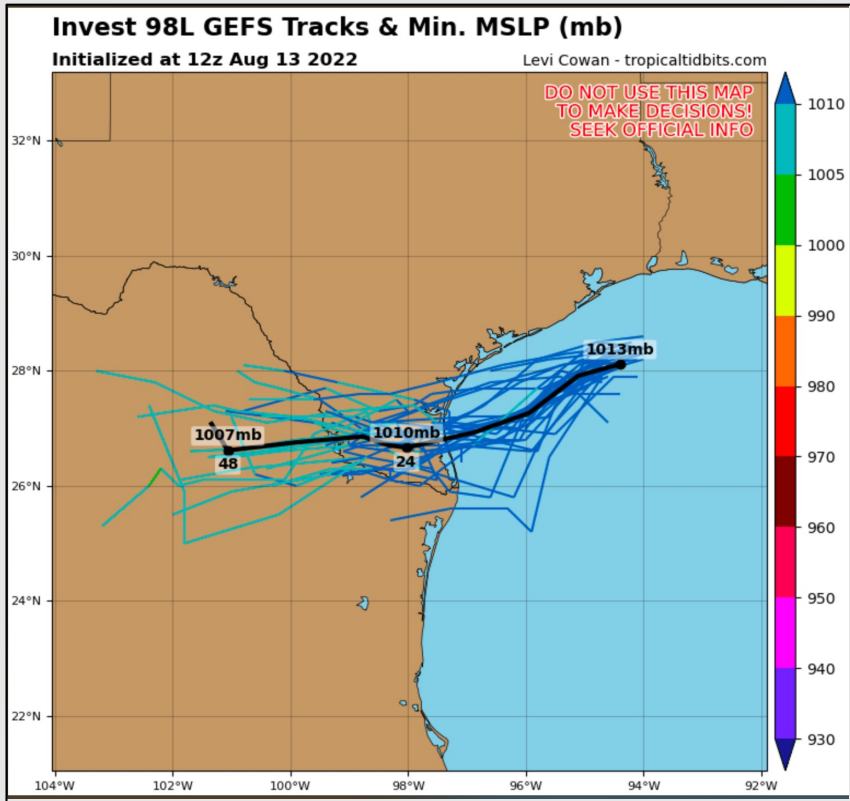 Invest 98L GEFS Tracks & Min. MSLP (mb)
Initialized at 12z Aug 13 2022
Levi Cowan - tropicaltidbits.com
DO NOT USE THIS MAP
TO MAKE DECISIONS!
SEEK OFFICIAL INFO
32°N
30°N
28°N
26°N
24°N
22°N
1013mb
1010mb
24
1007mb
48
104°W
102°W
100°W
98°W
96°W
94°W
92°W
1010
1005
1000
990
980
970
960
950
940
930